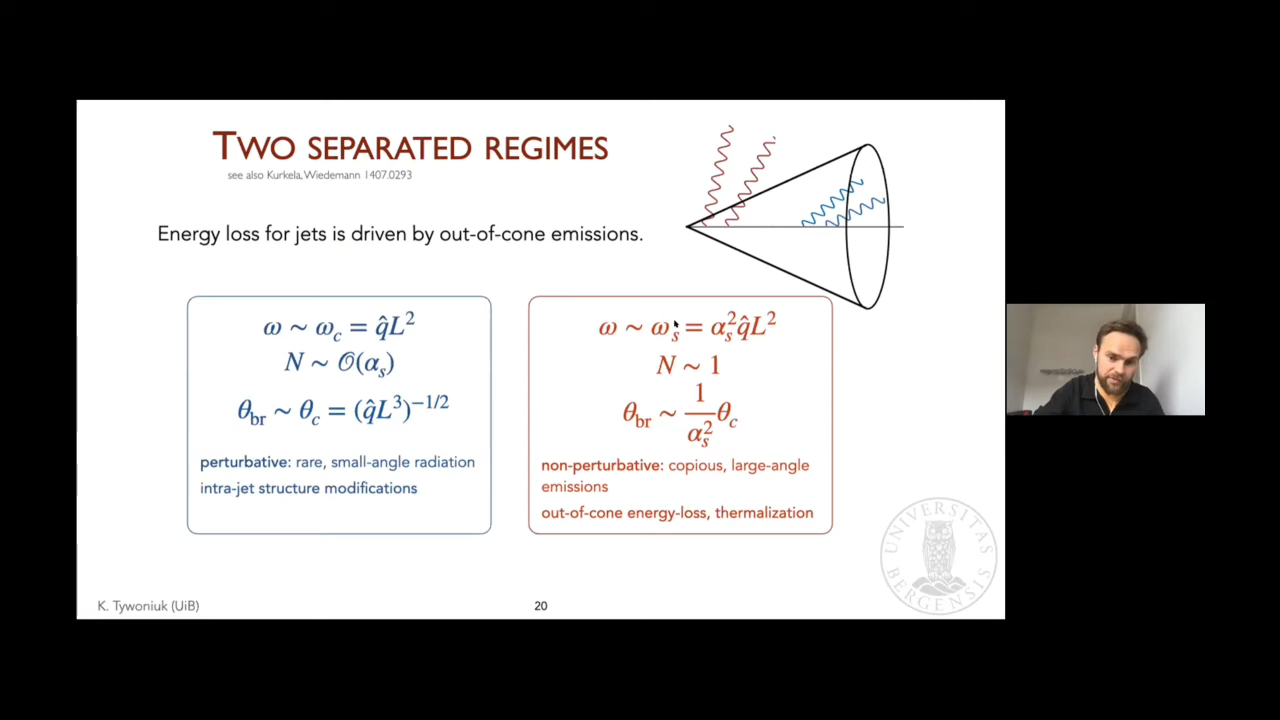 TWO SEPARATED REGIMES
see also Kurkela, Wiedemann 1407.0293
Energy loss for jets is driven by out-of-cone emissions.
ω ∼ ω_c = q̂L²
N ∼ 𝒪(α_s)
θ_br ∼ θ_c = (q̂L³)^{−1/2}
perturbative: rare, small-angle radiation
intra-jet structure modifications
ω ∼ ω_s = α_s² q̂L²
N ∼ 1
θ_br ∼ 1/α_s² θ_c
non-perturbative: copious, large-angle
emissions
out-of-cone energy-loss, thermalization
UNIVERSITAS
BERGENSIS
K. Tywoniuk (UiB)
20